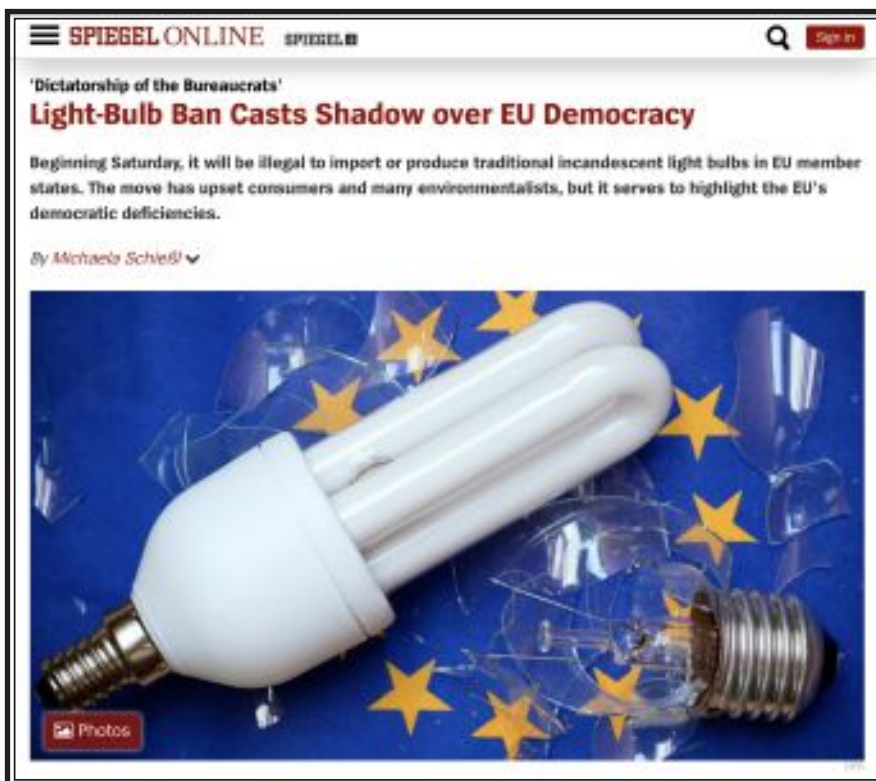 SPIEGEL ONLINE SPIEGEL
Sign in
'Dictatorship of the Bureaucrats'
Light-Bulb Ban Casts Shadow over EU Democracy
Beginning Saturday, it will be illegal to import or produce traditional incandescent light bulbs in EU member
states. The move has upset consumers and many environmentalists, but it serves to highlight the EU's
democratic deficiencies.
By Michaela Schießl
Photos